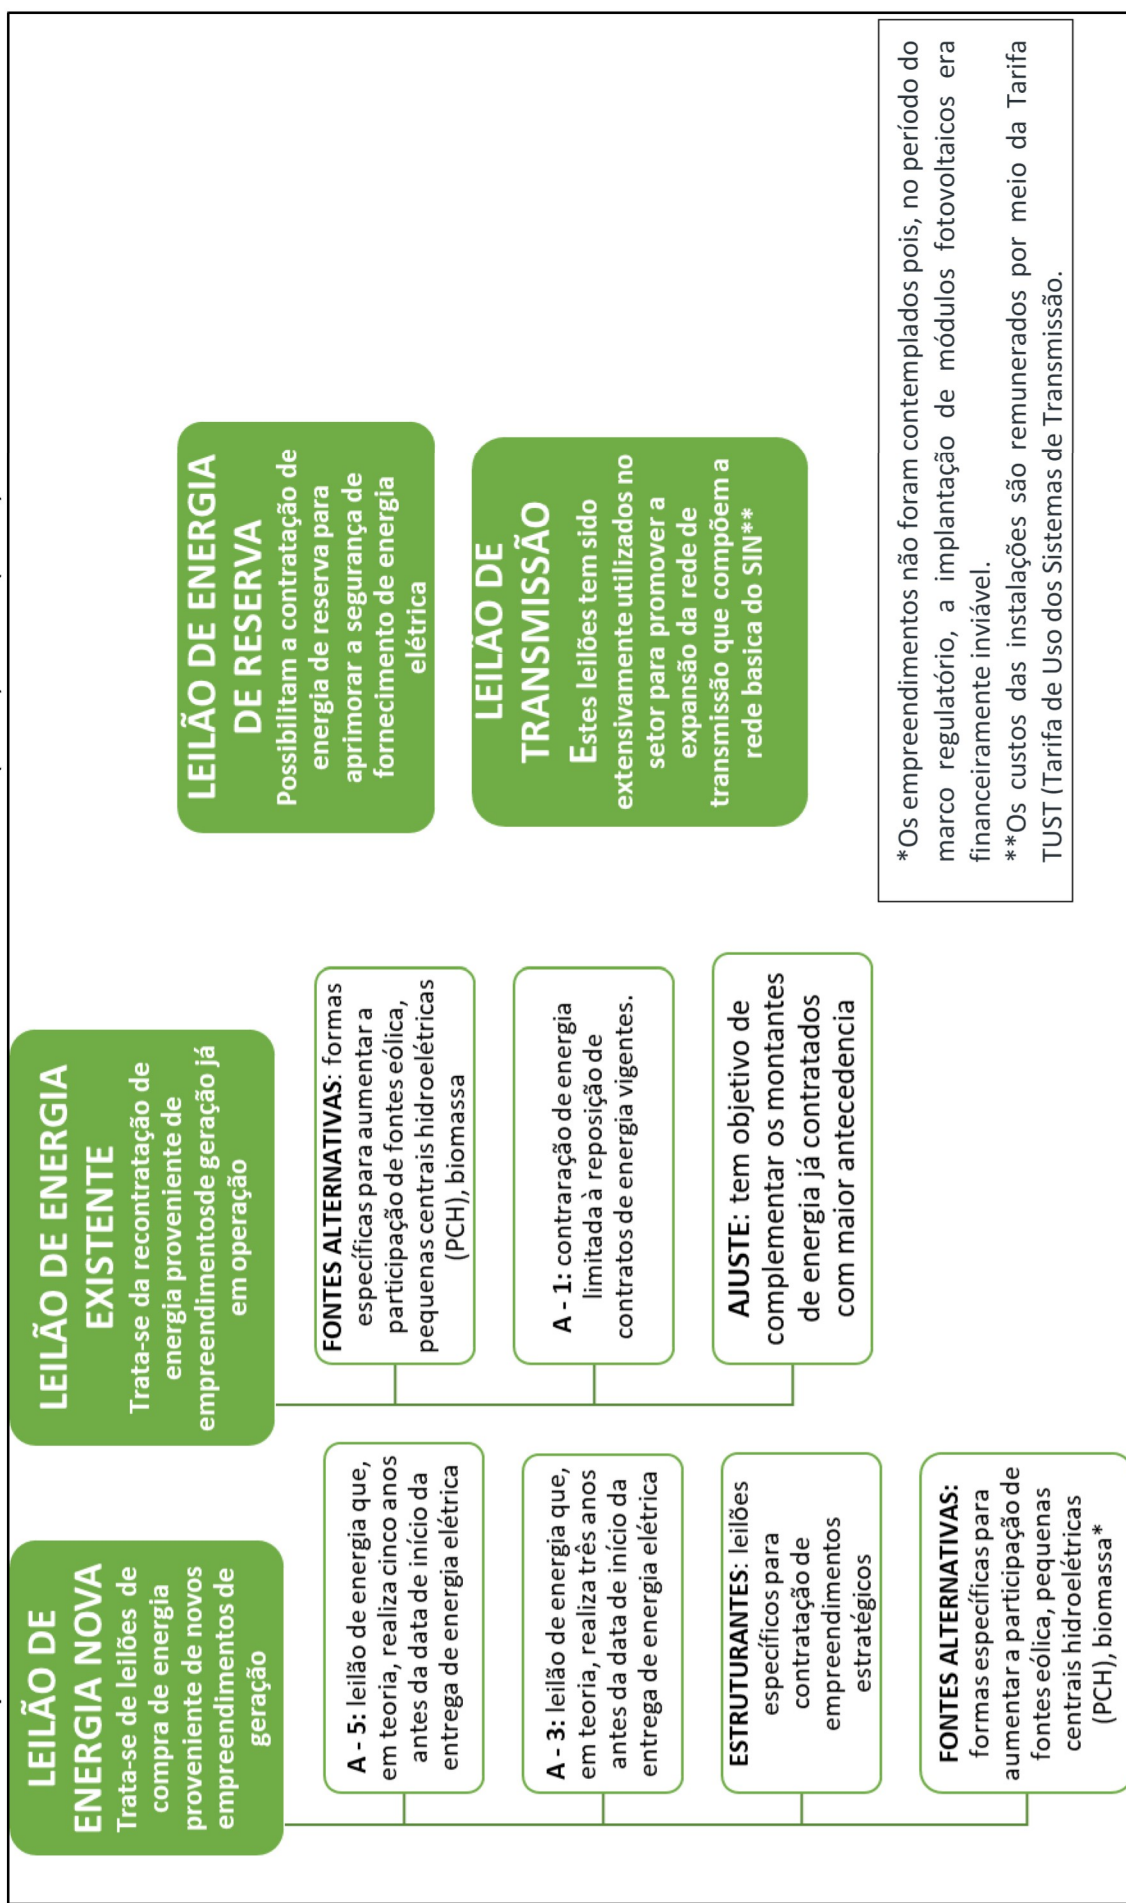 LEILÃO DE
ENERGIA NOVA
Trata-se de leilões de
compra de energia
proveniente de novos
empreendimentos de
geração
A - 5: leilão de energia que,
em teoria, realiza cinco anos
antes da data de início da
entrega de energia elétrica
A - 3: leilão de energia que,
em teoria, realiza três anos
antes da data de início da
entrega de energia elétrica
ESTRUTURANTES: leilões
específicos para
contratação de
empreendimentos
estratégicos
FONTES ALTERNATIVAS:
formas específicas para
aumentar a participação de
fontes eólica, pequenas
centrais hidroelétricas
(PCH), biomassa*
LEILÃO DE ENERGIA
EXISTENTE
Trata-se da recontratação de
energia proveniente de
empreendimentosde geração já
em operação
FONTES ALTERNATIVAS: formas
específicas para aumentar a
participação de fontes eólica,
pequenas centrais hidroelétricas
(PCH), biomassa
A - 1: contraração de energia
limitada à reposição de
contratos de energia vigentes.
AJUSTE: tem objetivo de
complementar os montantes
de energia já contratados
com maior antecedencia
LEILÃO DE ENERGIA
DE RESERVA
Possibilitam a contratação de
energia de reserva para
aprimorar a segurança de
fornecimento de energia
elétrica
LEILÃO DE
TRANSMISSÃO
Estes leilões tem sido
extensivamente utilizados no
setor para promover a
expansão da rede de
transmissão que compõem a
rede basica do SIN**
*Os empreendimentos não foram contemplados pois, no período do
marco regulatório, a implantação de módulos fotovoltaicos era
financeiramente inviável.
**Os custos das instalações são remunerados por meio da Tarifa
TUST (Tarifa de Uso dos Sistemas de Transmissão.